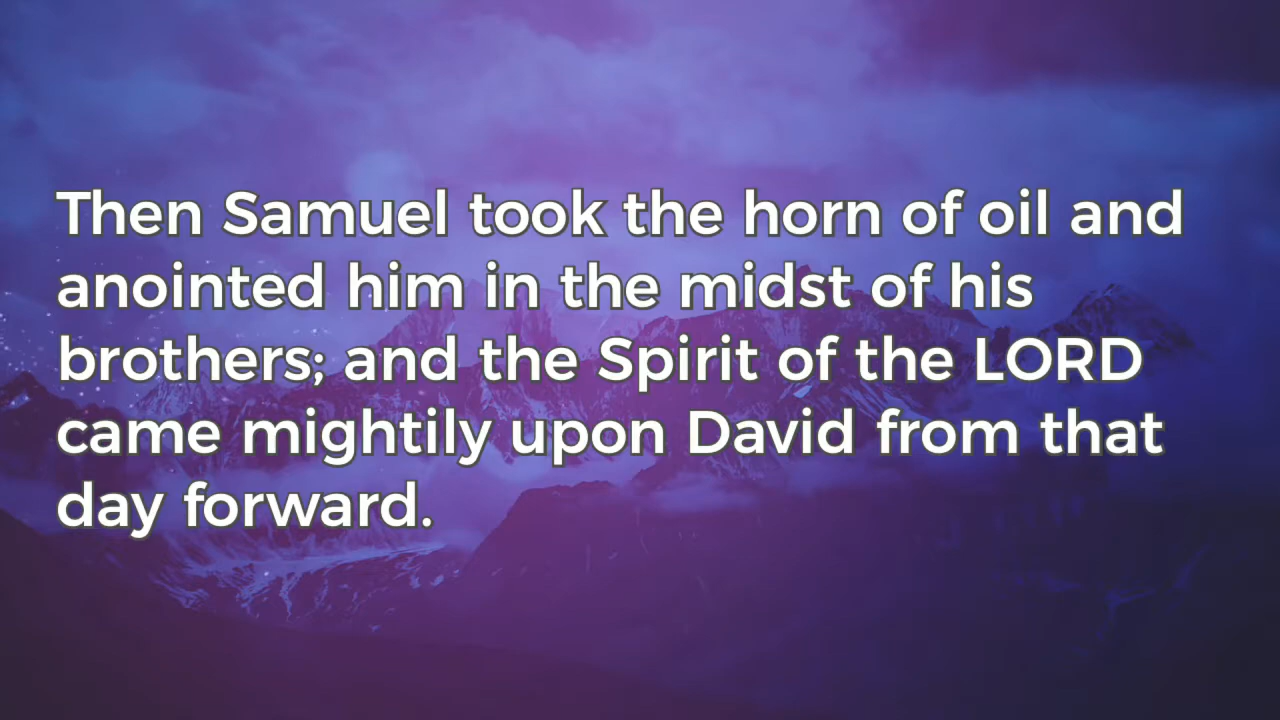 Then Samuel took the horn of oil and
anointed him in the midst of his
brothers; and the Spirit of the LORD
came mightily upon David from that
day forward.